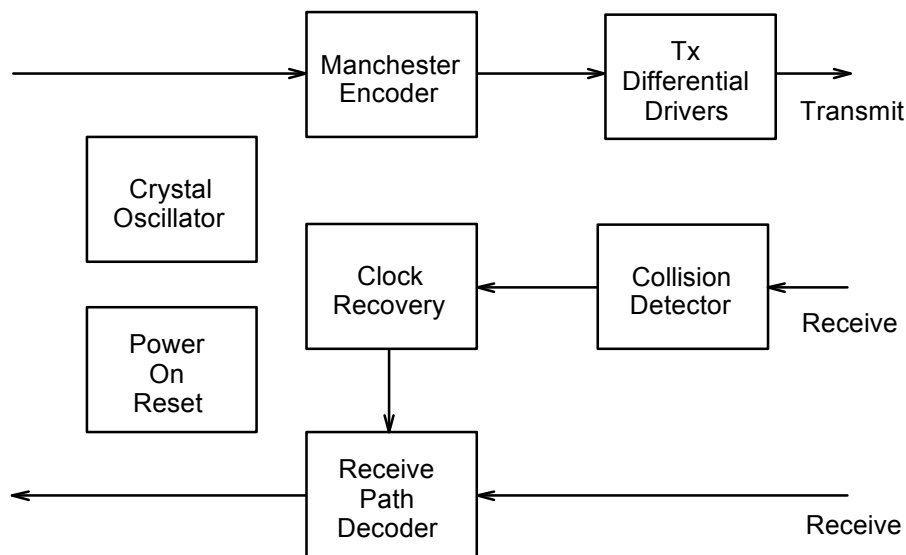 Manchester
Encoder
Tx
Differential
Drivers
Transmit
Crystal
Oscillator
Clock
Recovery
Collision
Detector
Receive
Power
On
Reset
Receive
Path
Decoder
Receive